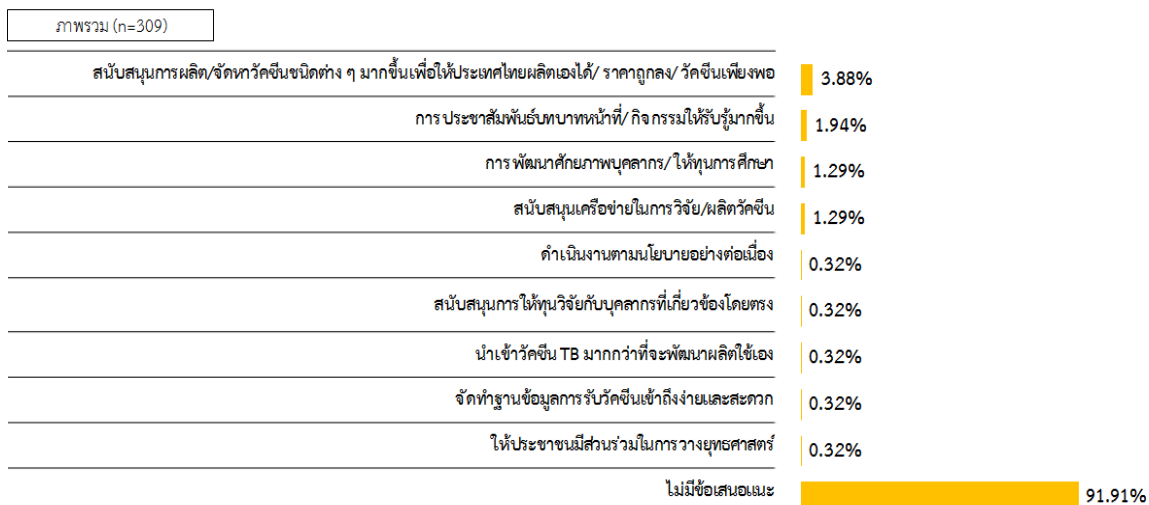 ภาพรวม (n=309)
สนับสนุนการผลิต/จัดหาวัคซีนชนิดต่าง ๆ มากขึ้นเพื่อให้ประเทศไทยผลิตเองได้/ ราคาถูกลง/ วัคซีนเพียงพอ 3.88%
การประชาสัมพันธ์บทบาทหน้าที่/ กิจกรรมให้รับรู้มากขึ้น 1.94%
การพัฒนาศักยภาพบุคลากร/ ให้ทุนการศึกษา 1.29%
สนับสนุนเครือข่ายในการวิจัย/ผลิตวัคซีน 1.29%
ดำเนินงานตามนโยบายอย่างต่อเนื่อง 0.32%
สนับสนุนการให้ทุนวิจัยกับบุคลากรที่เกี่ยวข้องโดยตรง 0.32%
นำเข้าวัคซีน TB มากกว่าที่จะพัฒนาผลิตใช้เอง 0.32%
จัดทำฐานข้อมูลการรับวัคซีนเข้าถึงง่ายและสะดวก 0.32%
ให้ประชาชนมีส่วนร่วมในการวางยุทธศาสตร์ 0.32%
ไม่มีข้อเสนอแนะ 91.91%